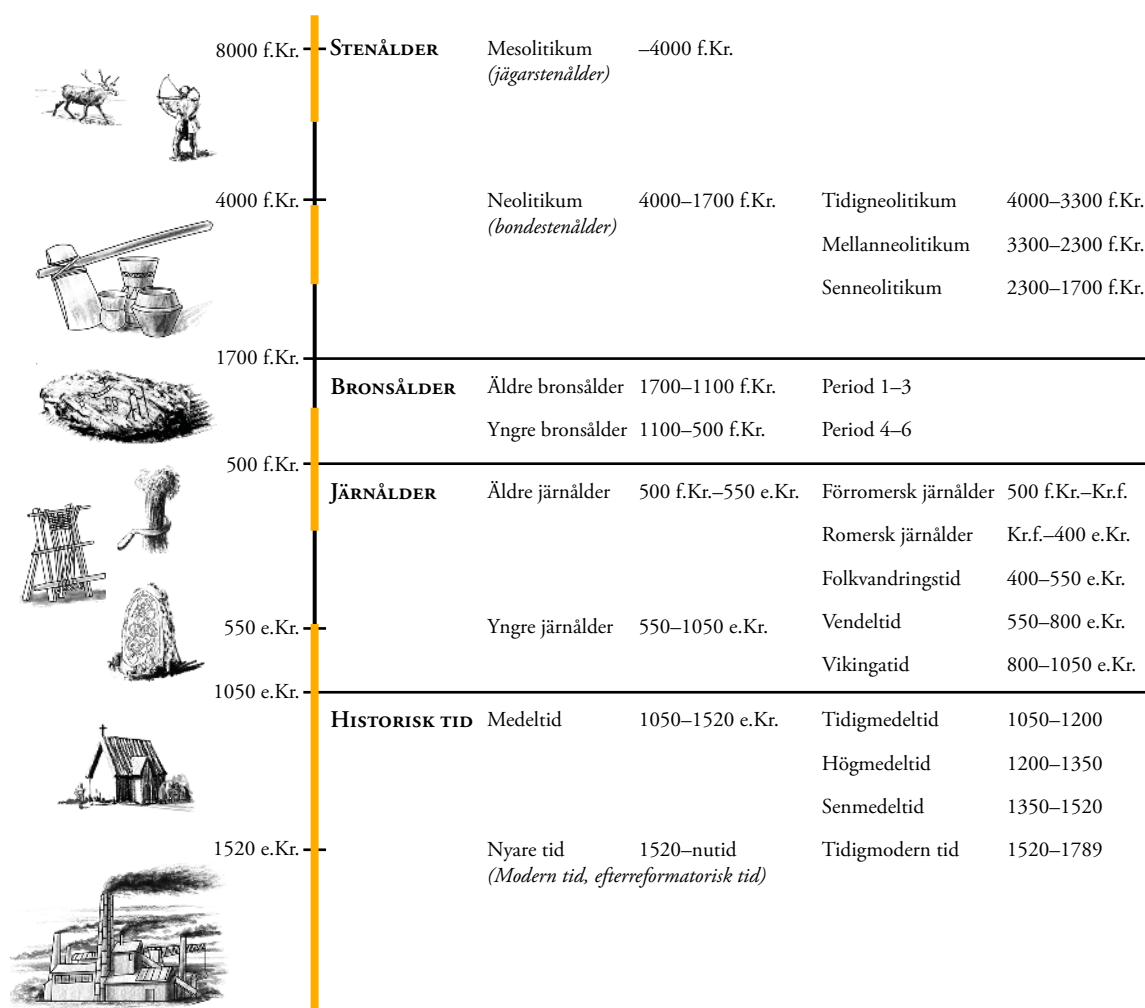 8000 f.Kr. STENÅLDER Mesolitikum –4000 f.Kr.
(jägarstenålder)
4000 f.Kr. Neolitikum 4000–1700 f.Kr. Tidigneolitikum 4000–3300 f.Kr.
(bondestenålder)
Mellanneolitikum 3300–2300 f.Kr.
Senneolitikum 2300–1700 f.Kr.
1700 f.Kr.
BRONSÅLDER Äldre bronsålder 1700–1100 f.Kr. Period 1–3
Yngre bronsålder 1100–500 f.Kr. Period 4–6
500 f.Kr.
JÄRNÅLDER Äldre järnålder 500 f.Kr.–550 e.Kr. Förromersk järnålder 500 f.Kr.–Kr.f.
Romersk järnålder Kr.f.–400 e.Kr.
Folkvandringstid 400–550 e.Kr.
550 e.Kr. Yngre järnålder 550–1050 e.Kr. Vendeltid 550–800 e.Kr.
Vikingatid 800–1050 e.Kr.
1050 e.Kr.
HISTORISK TID Medeltid 1050–1520 e.Kr. Tidigmedeltid 1050–1200
Högmedeltid 1200–1350
Senmedeltid 1350–1520
1520 e.Kr. Nyare tid 1520–nutid Tidigmodern tid 1520–1789
(Modern tid, efterreformatorisk tid)